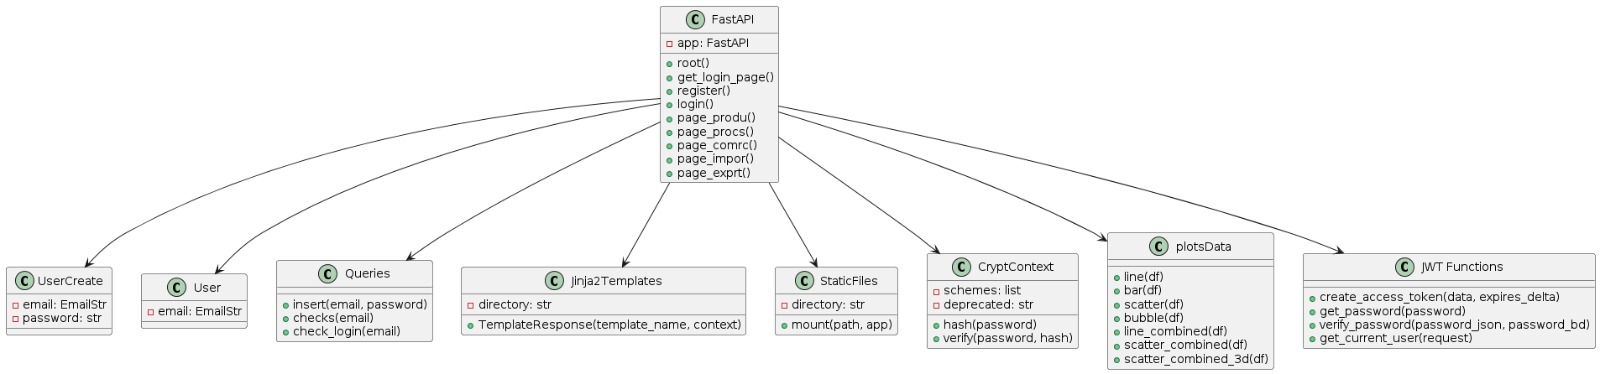 C FastAPI
app: FastAPI
root()
get_login_page()
register()
login()
page_produ()
page_procs()
page_comrc()
page_impor()
page_exprt()
C UserCreate
email: EmailStr
password: str
C User
email: EmailStr
C Queries
insert(email, password)
checks(email)
check_login(email)
C Jinja2Templates
directory: str
TemplateResponse(template_name, context)
C StaticFiles
directory: str
mount(path, app)
C CryptContext
schemes: list
deprecated: str
hash(password)
verify(password, hash)
C plotsData
line(df)
bar(df)
scatter(df)
bubble(df)
line_combined(df)
scatter_combined(df)
scatter_combined_3d(df)
C JWT Functions
create_access_token(data, expires_delta)
get_password(password)
verify_password(password_json, password_bd)
get_current_user(request)